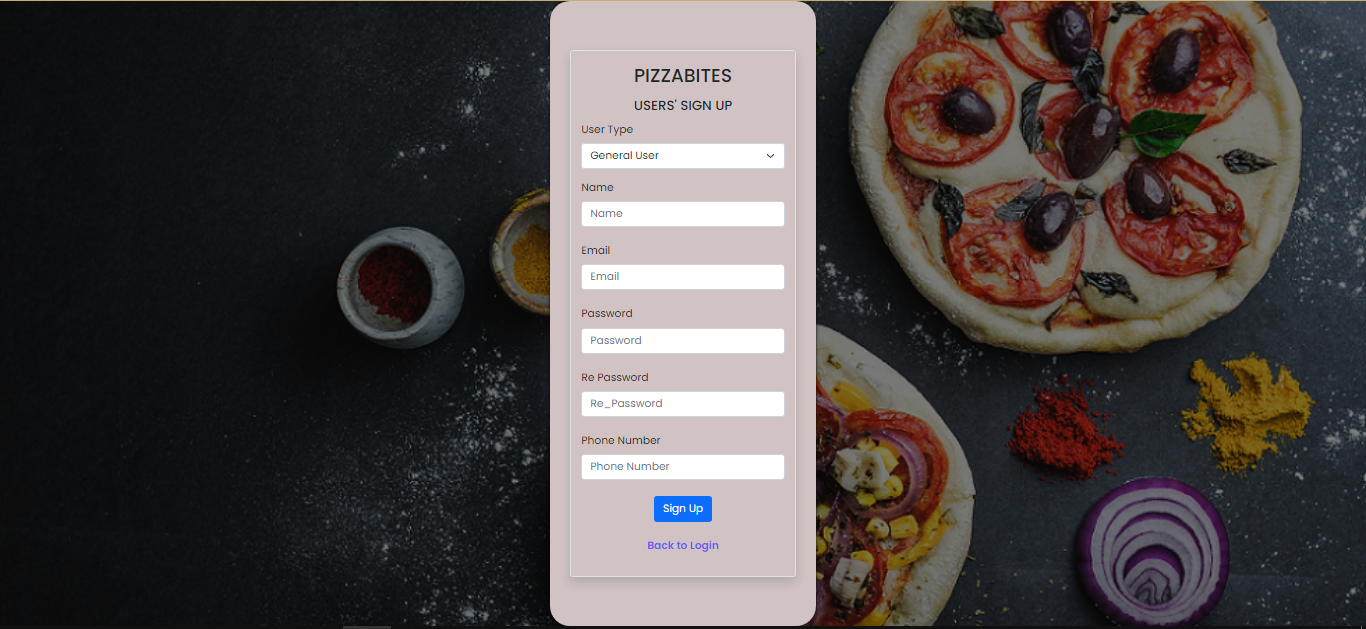 PIZZABITES
USERS' SIGN UP
User Type
General User
Name
Name
Email
Email
Password
Password
Re Password
Re_Password
Phone Number
Phone Number
Sign Up
Back to Login